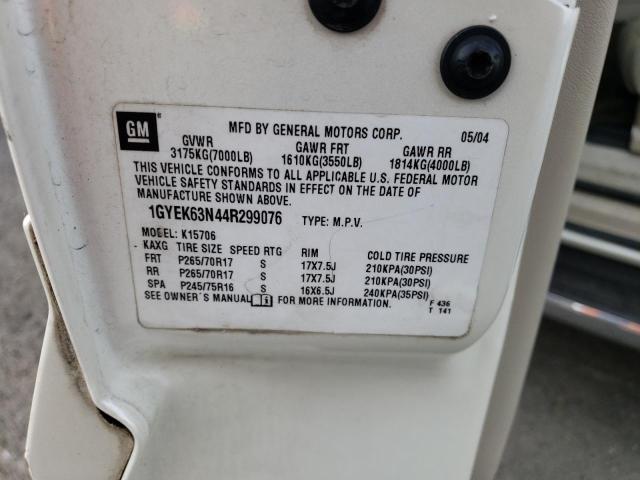 GM
MFD BY GENERAL MOTORS CORP. 05/04
GVWR GAWR FRT GAWR RR
3175KG(7000LB) 1610KG(3550LB) 1814KG(4000LB)
THIS VEHICLE CONFORMS TO ALL APPLICABLE U.S. FEDERAL MOTOR
VEHICLE SAFETY STANDARDS IN EFFECT ON THE DATE OF
MANUFACTURE SHOWN ABOVE.
1GYEK63N44R299076 TYPE: M.P.V.
MODEL: K15706
KAXG TIRE SIZE SPEED RTG RIM COLD TIRE PRESSURE
FRT P265/70R17 S 17X7.5J 210KPA(30PSI)
RR P265/70R17 S 17X7.5J 210KPA(30PSI)
SPA P245/75R16 S 16X6.5J 240KPA(35PSI)
SEE OWNER'S MANUAL FOR MORE INFORMATION.
F 436
T 141